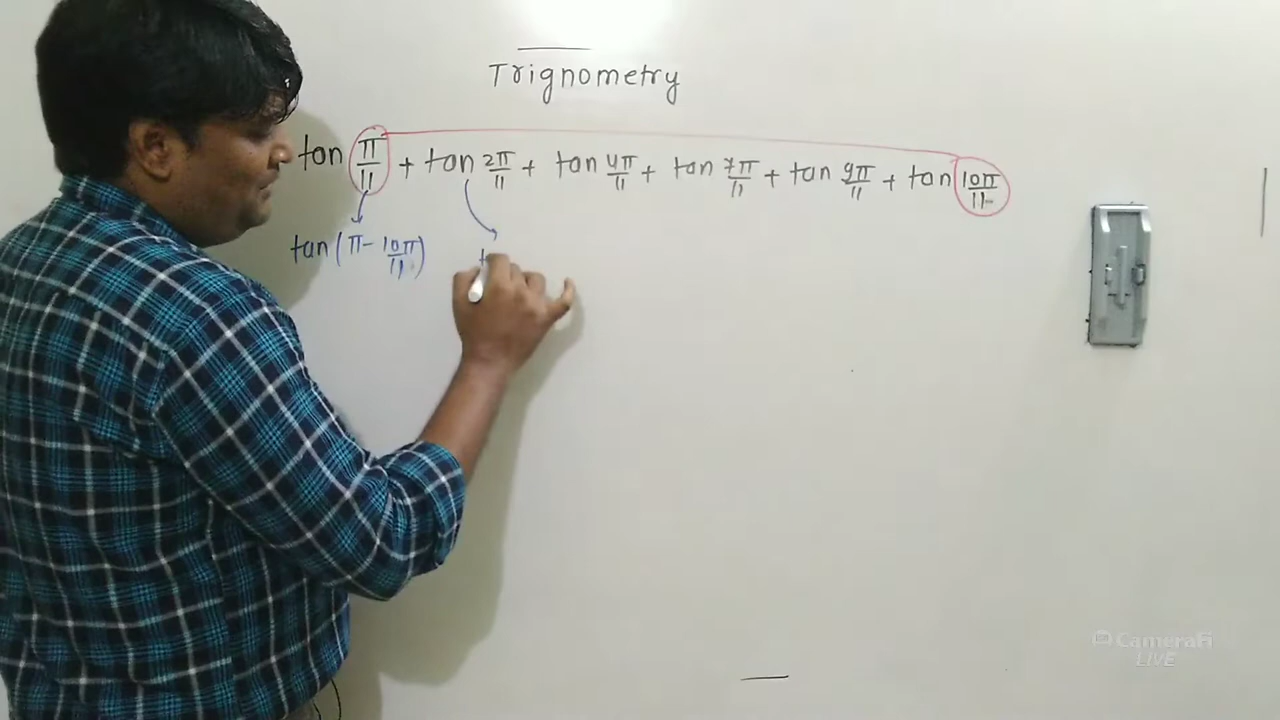 Trignometry
tan π/11 + tan 2π/11 + tan 4π/11 + tan 7π/11 + tan 9π/11 + tan 10π/11
tan(π - 10π/11) t
CameraFi
LIVE